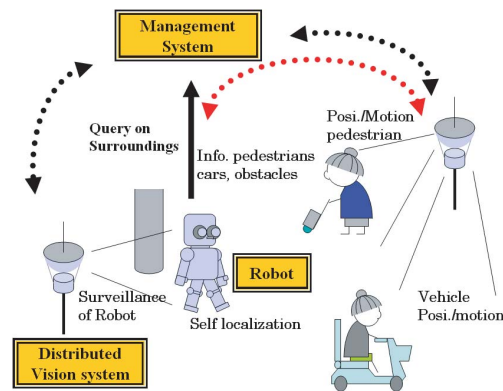 Management
System
Query on
Surroundings
Info. pedestrians
cars, obstacles
Posi./Motion
pedestrian
Robot
Surveillance
of Robot
Self localization
Vehicle
Posi./motion
Distributed
Vision system